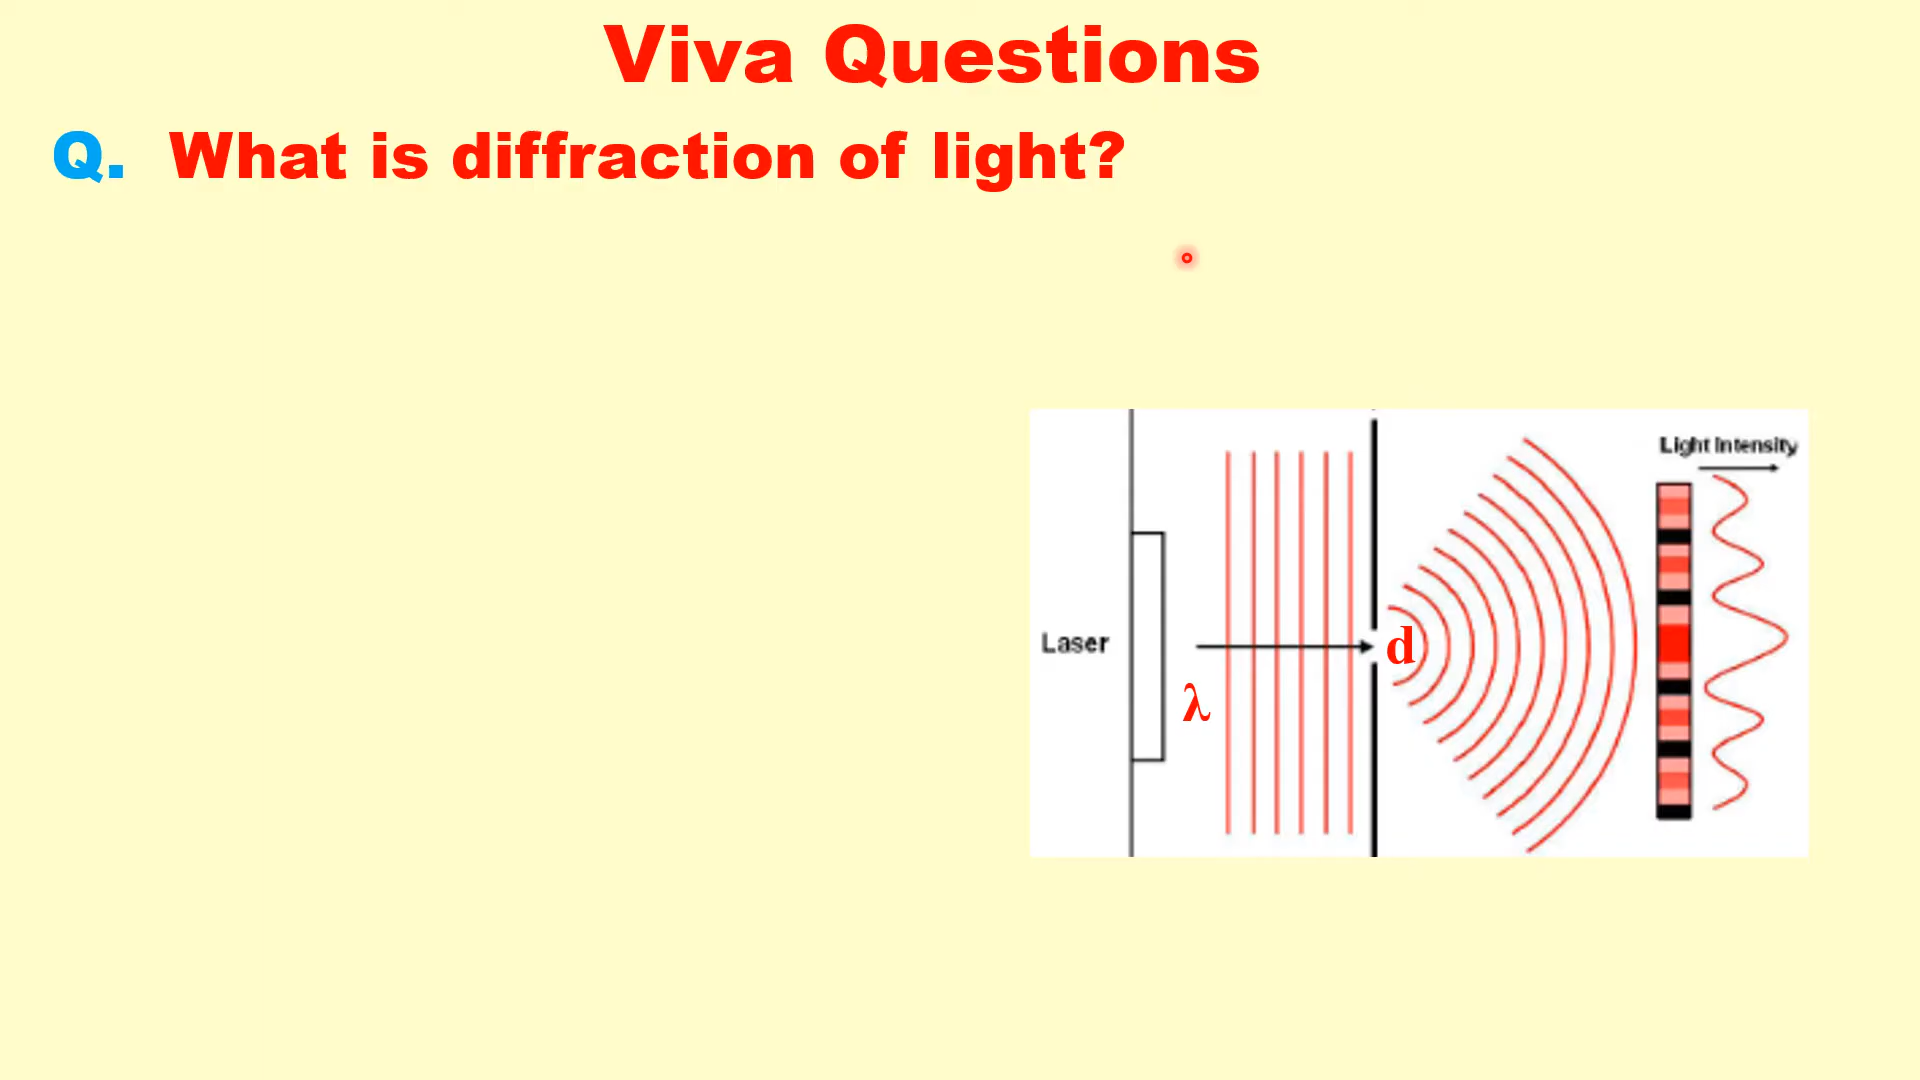 Viva Questions
Q. What is diffraction of light?
Light Intensity
Laser
d
λ